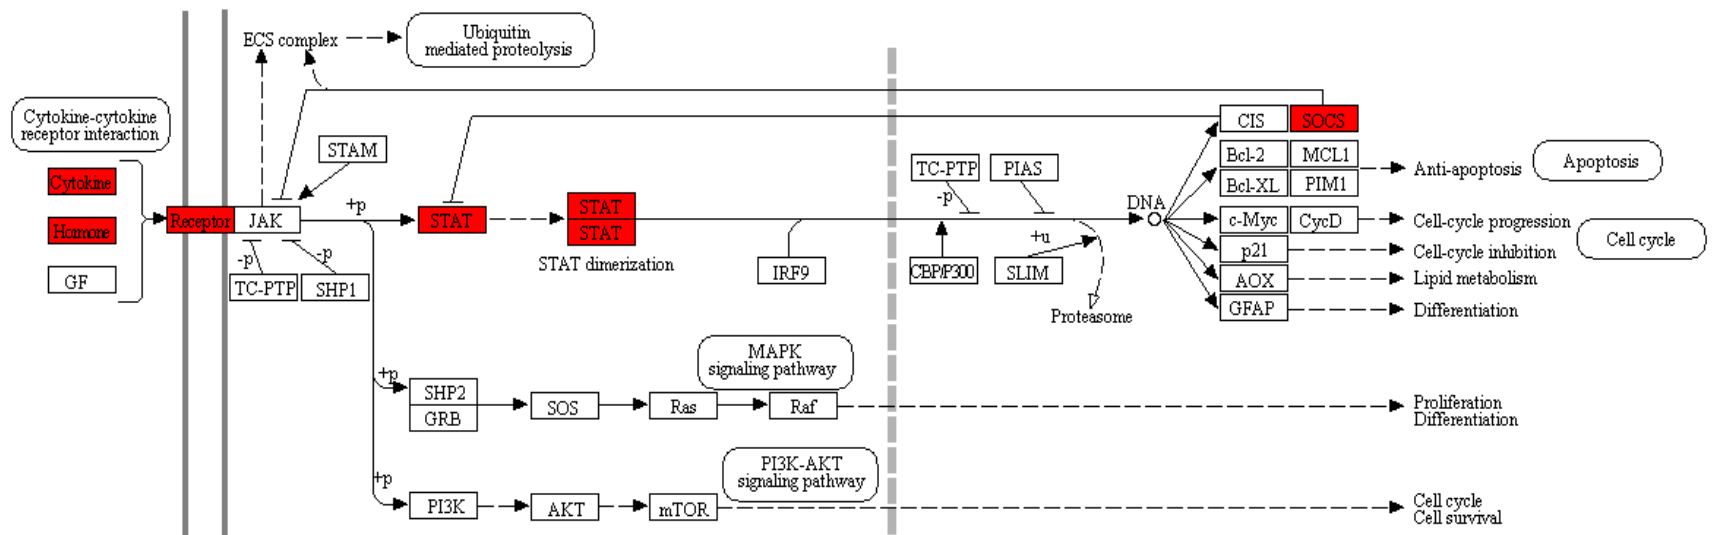 ECS complex
Ubiquitin
mediated proteolysis
Cytokine-cytokine
receptor interaction
STAM
CIS
SOCS
Bcl-2
MCL1
Bcl-XL
PIM1
Anti-apoptosis
Apoptosis
Cytokine
Hormone
GF
Receptor
JAK
+p
STAT
STAT
STAT
STAT dimerization
TC-PTP
PIAS
-p
DNA
c-Myc
CycD
Cell-cycle progression
Cell cycle
p21
Cell-cycle inhibition
AOX
Lipid metabolism
GFAP
Differentiation
-p
-p
TC-PTP
SHP1
IRF9
CBP/P300
+u
SLIM
Proteasome
MAPK
signaling pathway
+p
SHP2
GRB
SOS
Ras
Raf
Proliferation
Differentiation
PI3K-AKT
signaling pathway
+p
PI3K
AKT
mTOR
Cell cycle
Cell survival